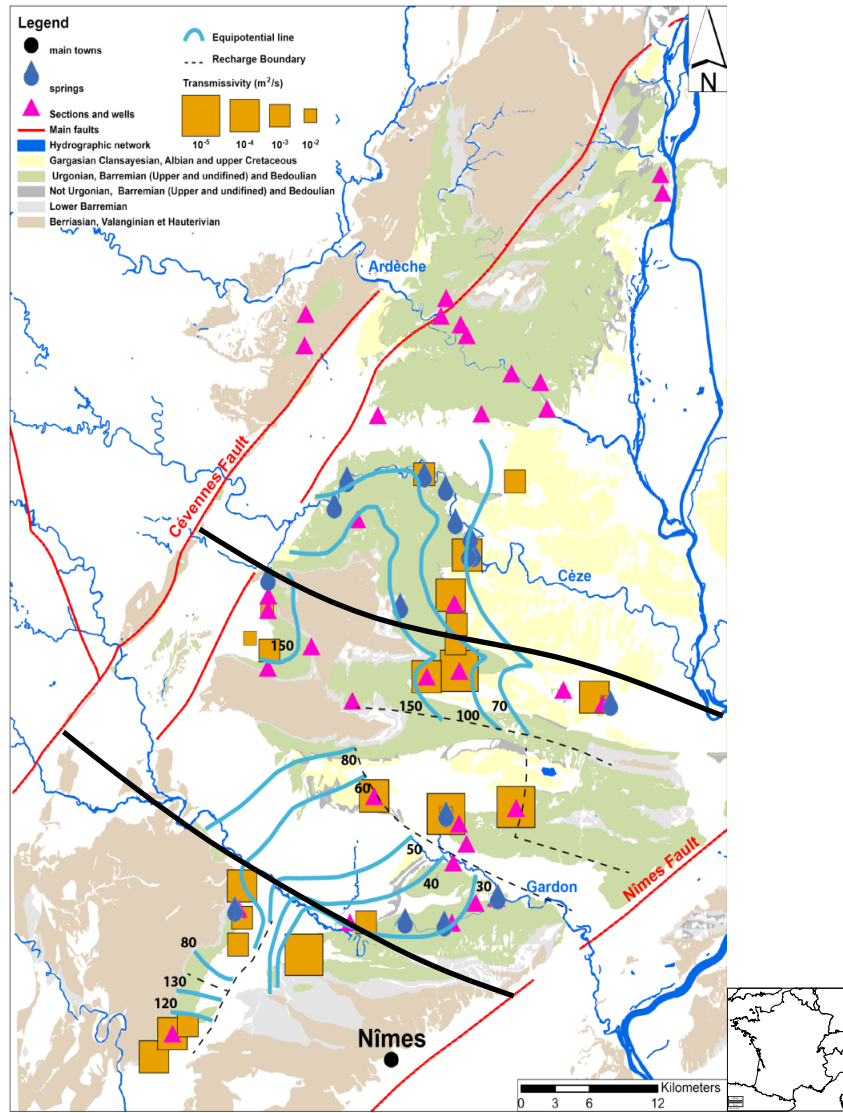 Legend
main towns
springs
Sections and wells
Main faults
Hydrographic network
Gargasian Clansayesian, Albian and upper Cretaceous
Urgonian, Barremian (Upper and undifined) and Bedoulian
Not Urgonian, Barremian (Upper and undifined) and Bedoulian
Lower Barremian
Berriasian, Valanginian et Hauterivian
Equipotential line
Recharge Boundary
Transmissivity (m²/s)
10⁻⁵ 10⁻⁴ 10⁻³ 10⁻²
N
Ardèche
Cévennes Fault
Cèze
150
150
100
70
80
60
50
40
30
Gardon
Nîmes Fault
80
130
120
Nîmes
Kilometers
0 3 6 12